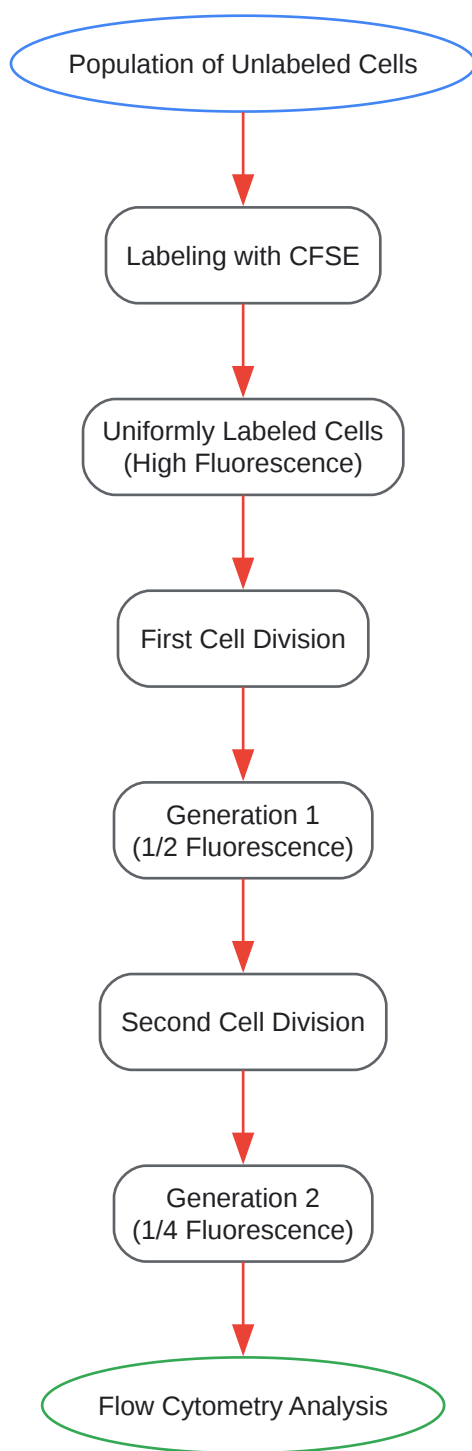 Population of Unlabeled Cells
Labeling with CFSE
Uniformly Labeled Cells
(High Fluorescence)
First Cell Division
Generation 1
(1/2 Fluorescence)
Second Cell Division
Generation 2
(1/4 Fluorescence)
Flow Cytometry Analysis